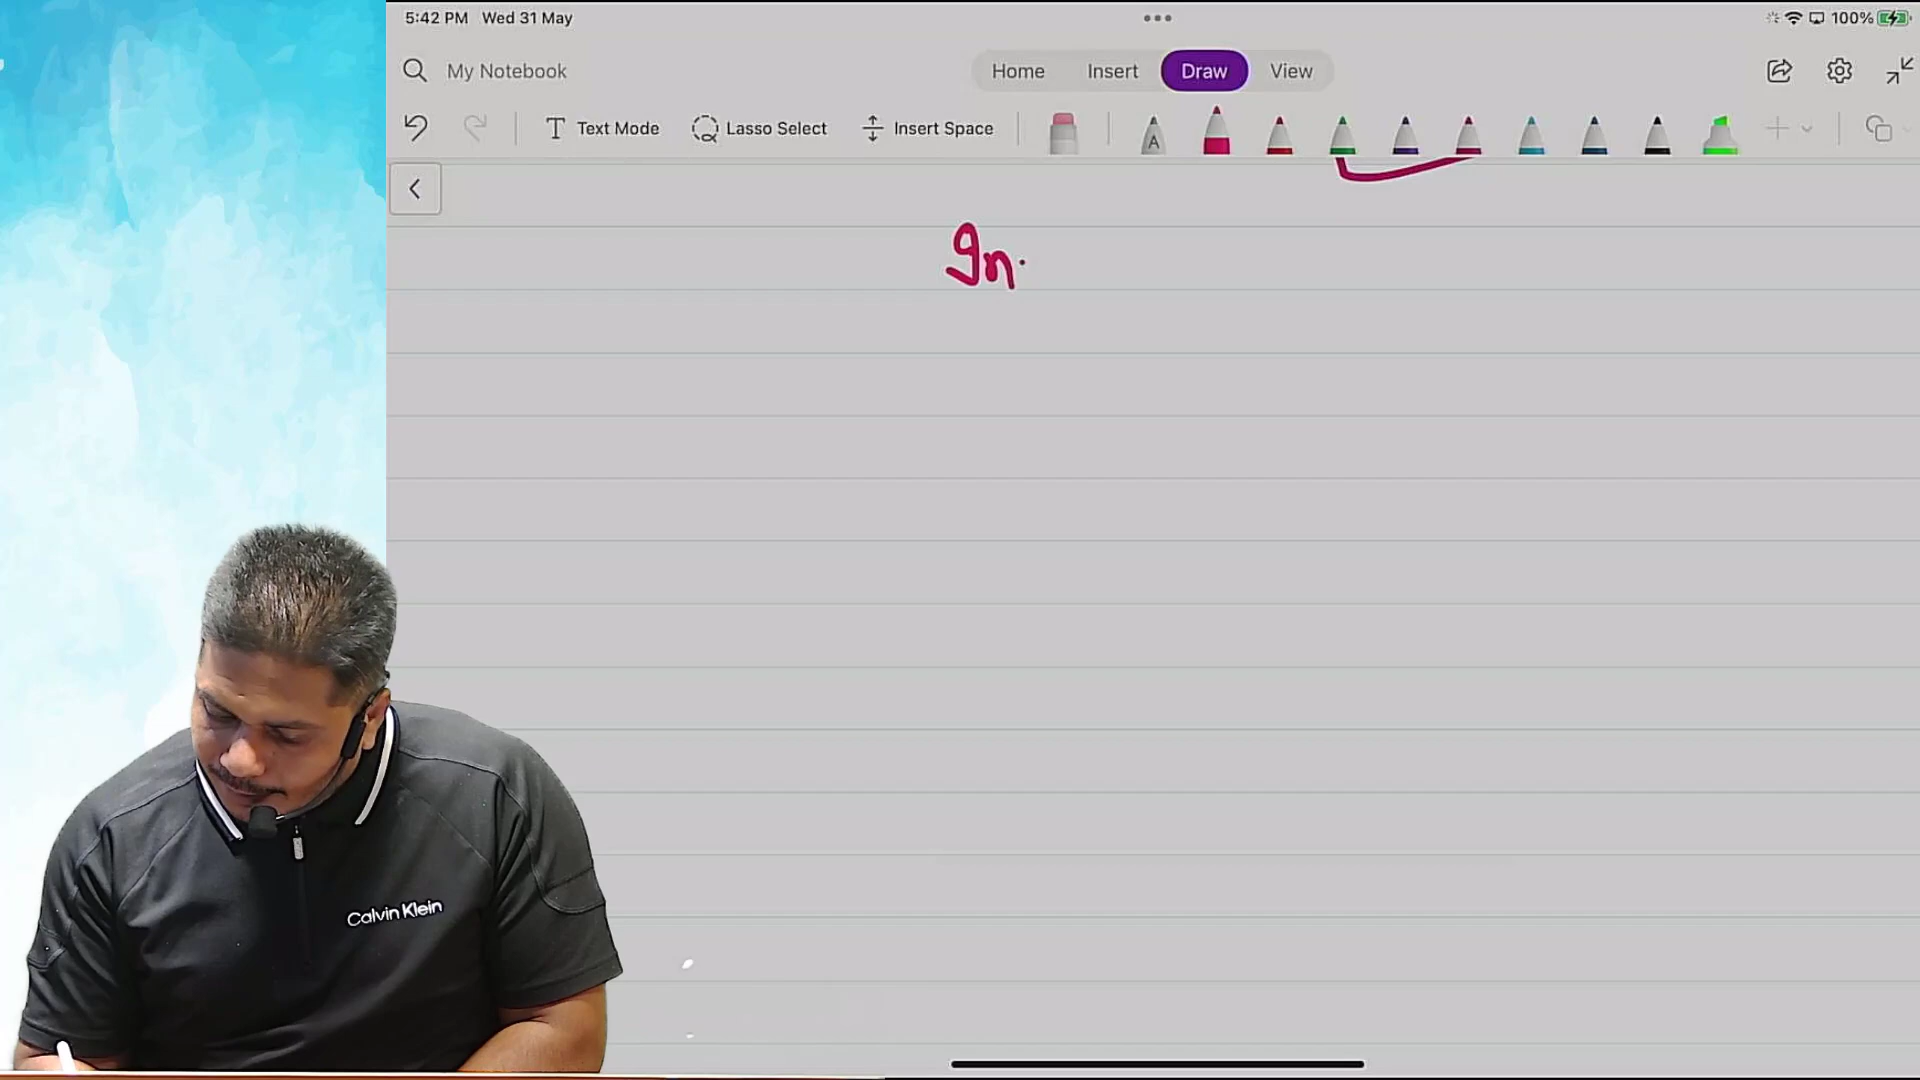 5:42 PM Wed 31 May
100%
My Notebook
Home Insert Draw View
Text Mode Lasso Select Insert Space
A
In
Calvin Klein